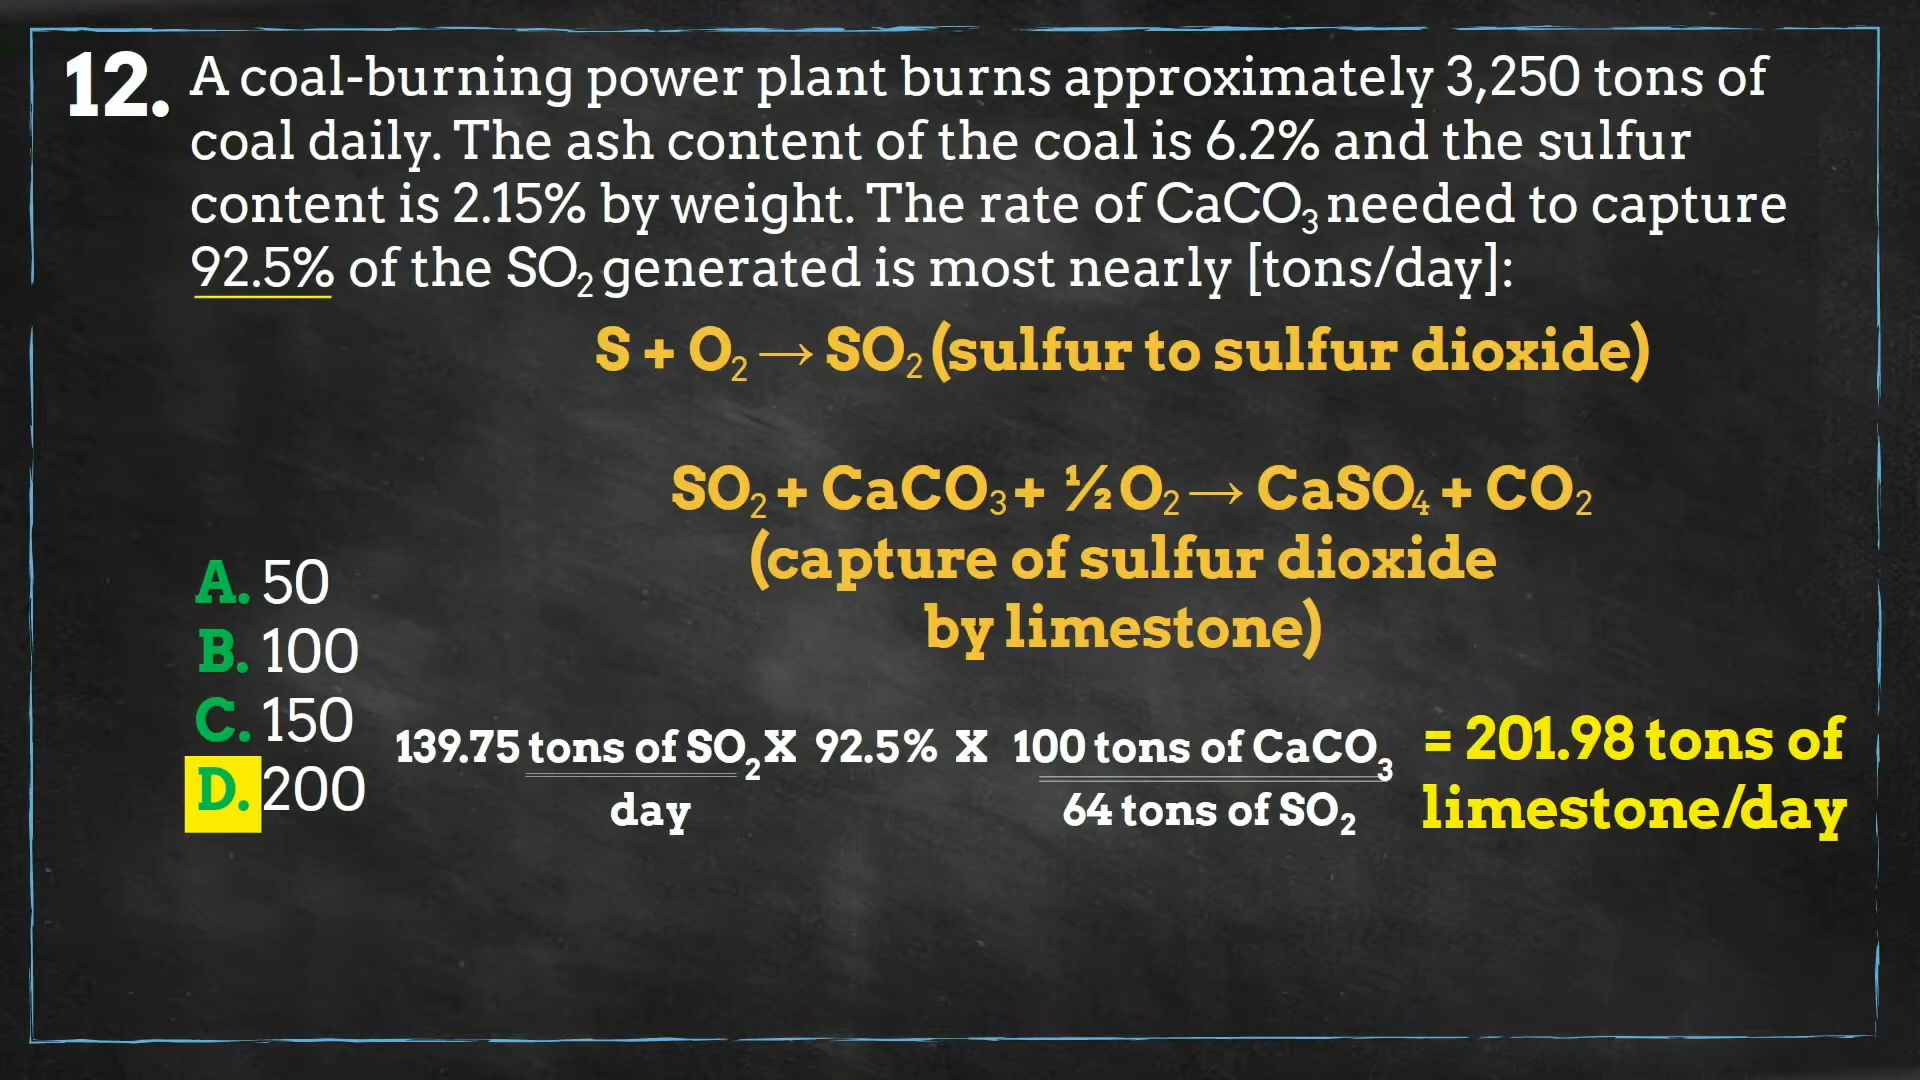 12. A coal-burning power plant burns approximately 3,250 tons of
coal daily. The ash content of the coal is 6.2% and the sulfur
content is 2.15% by weight. The rate of CaCO₃ needed to capture
92.5% of the SO₂ generated is most nearly [tons/day]:
S + O₂ → SO₂ (sulfur to sulfur dioxide)
SO₂ + CaCO₃ + ½ O₂ → CaSO₄ + CO₂
(capture of sulfur dioxide
by limestone)
A. 50
B. 100
C. 150
D. 200
139.75 tons of SO₂ X 92.5% X 100 tons of CaCO₃
day 64 tons of SO₂
= 201.98 tons of
limestone/day